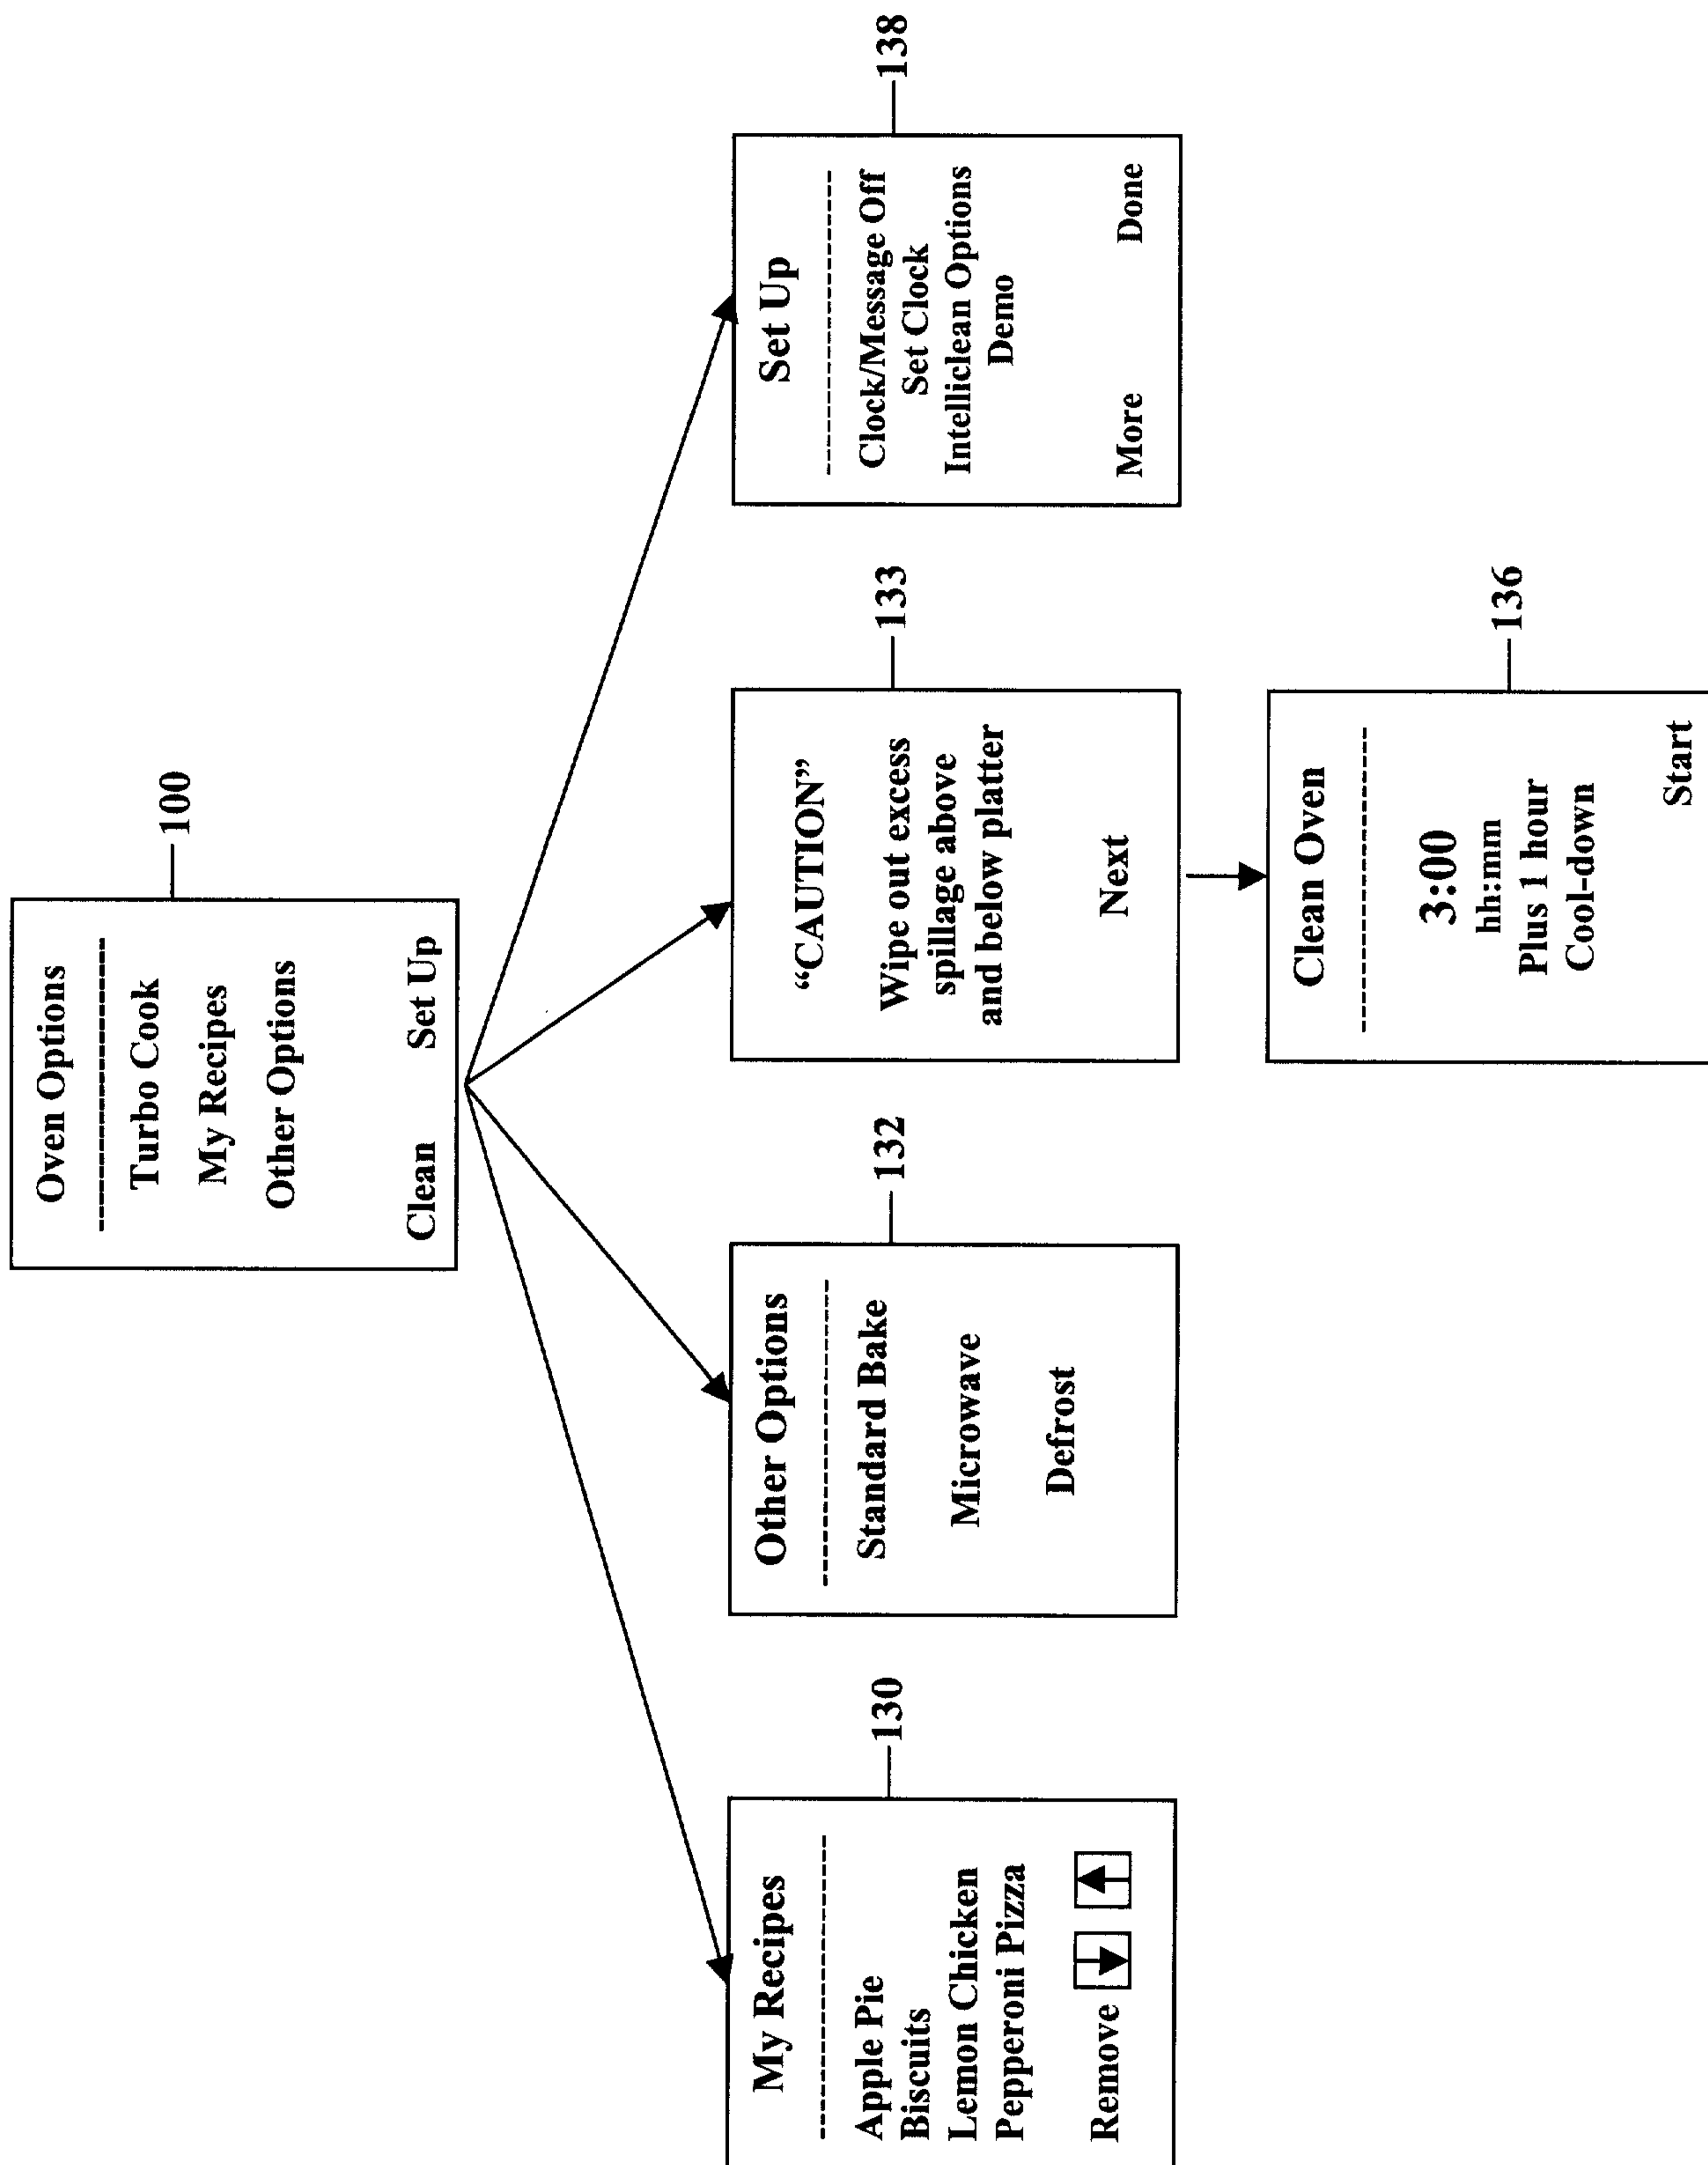 Oven Options
Turbo Cook
My Recipes
Other Options
Clean Set Up
100
My Recipes
Apple Pie
Biscuits
Lemon Chicken
Pepperoni Pizza
Remove
130
Other Options
Standard Bake
Microwave
Defrost
132
“CAUTION”
Wipe out excess
spillage above
and below platter
Next
133
Set Up
Clock/Message Off
Set Clock
Intelliclean Options
Demo
More Done
138
Clean Oven
3:00
hh:mm
Plus 1 hour
Cool-down
Start
136